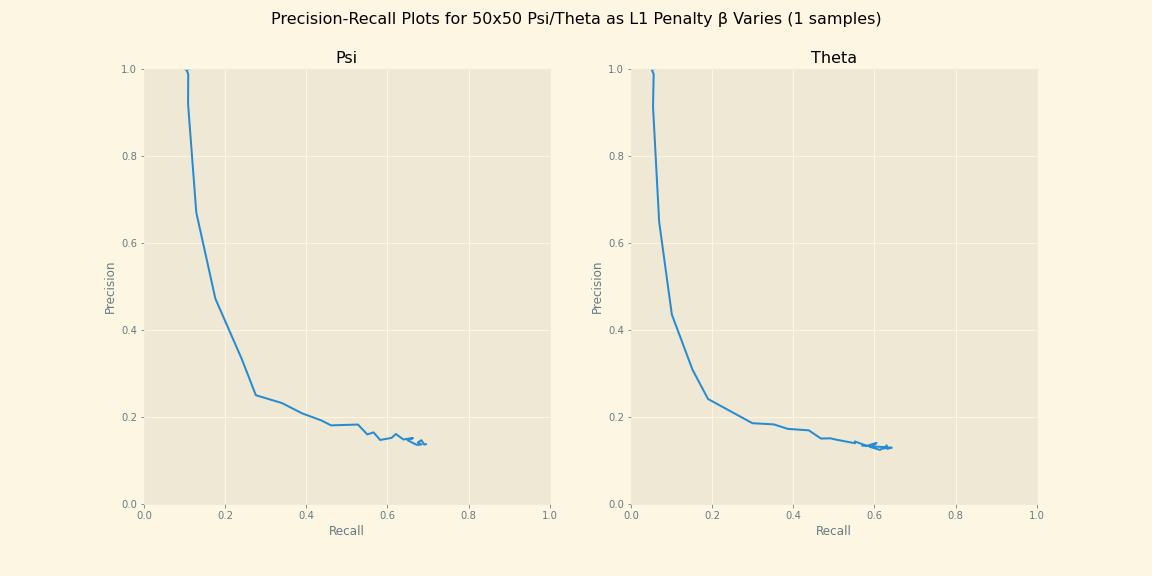 Precision-Recall Plots for 50x50 Psi/Theta as L1 Penalty β Varies (1 samples)
Psi
1.0
0.8
0.6
0.4
0.2
0.0
Precision
0.0 0.2 0.4 0.6 0.8 1.0
Recall
Theta
1.0
0.8
0.6
0.4
0.2
0.0
Precision
0.0 0.2 0.4 0.6 0.8 1.0
Recall